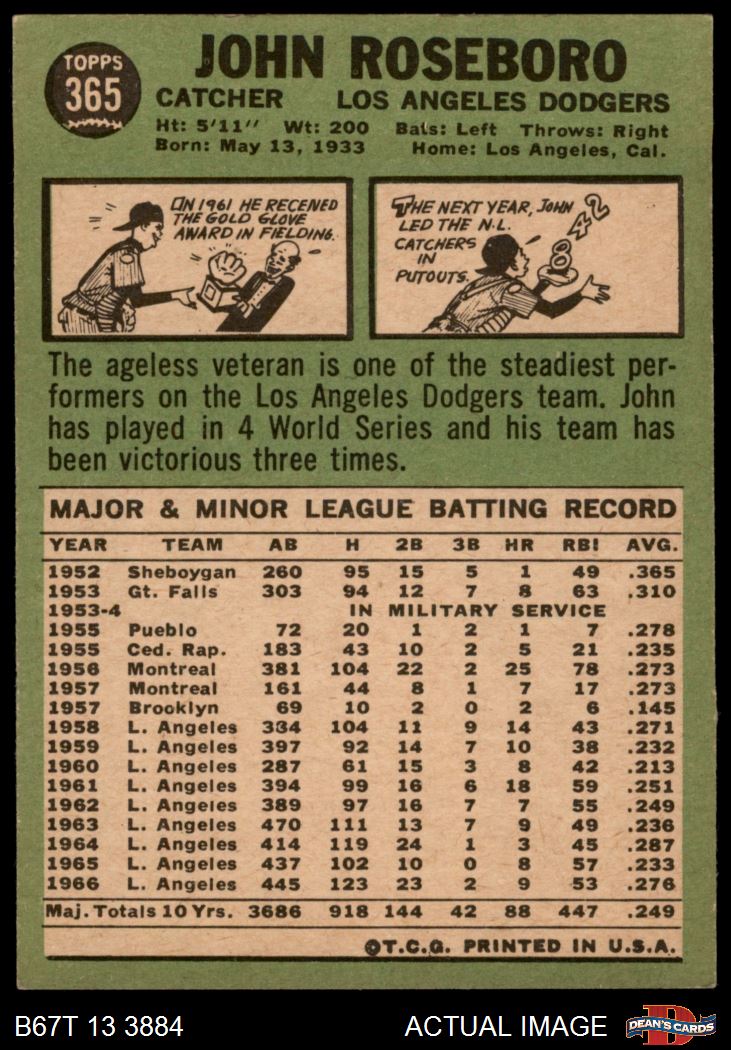 TOPPS
365
JOHN ROSEBORO
CATCHER LOS ANGELES DODGERS
Ht: 5'11" Wt: 200 Bats: Left Throws: Right
Born: May 13, 1933 Home: Los Angeles, Cal.
IN 1961 HE RECENED
THE GOLD GLOVE
AWARD IN FIELDING.
THE NEXT YEAR, JOHN
LED THE N.L.
CATCHERS
IN
PUTOUTS.
842
The ageless veteran is one of the steadiest per-
formers on the Los Angeles Dodgers team. John
has played in 4 World Series and his team has
been victorious three times.
MAJOR & MINOR LEAGUE BATTING RECORD
YEAR TEAM AB H 2B 3B HR RBI AVG.
1952 Sheboygan 260 95 15 5 1 49 .365
1953 Gt. Falls 303 94 12 7 8 63 .310
1953-4 IN MILITARY SERVICE
1955 Pueblo 72 20 1 2 1 7 .278
1955 Ced. Rap. 183 43 10 2 5 21 .235
1956 Montreal 381 104 22 2 25 78 .273
1957 Montreal 161 44 8 1 7 17 .273
1957 Brooklyn 69 10 2 0 2 6 .145
1958 L. Angeles 384 104 11 9 14 43 .271
1959 L. Angeles 397 92 14 7 10 38 .232
1960 L. Angeles 287 61 15 3 8 42 .213
1961 L. Angeles 394 99 16 6 18 59 .251
1962 L. Angeles 389 97 16 7 7 55 .249
1963 L. Angeles 470 111 13 7 9 49 .236
1964 L. Angeles 414 119 24 1 3 45 .287
1965 L. Angeles 437 102 10 0 8 57 .233
1966 L. Angeles 445 123 23 2 9 53 .276
Maj. Totals 10 Yrs. 3686 918 144 42 88 447 .249
©T.C.G. PRINTED IN U.S.A.
B67T 13 3884 ACTUAL IMAGE
D
DEAN'S CARDS